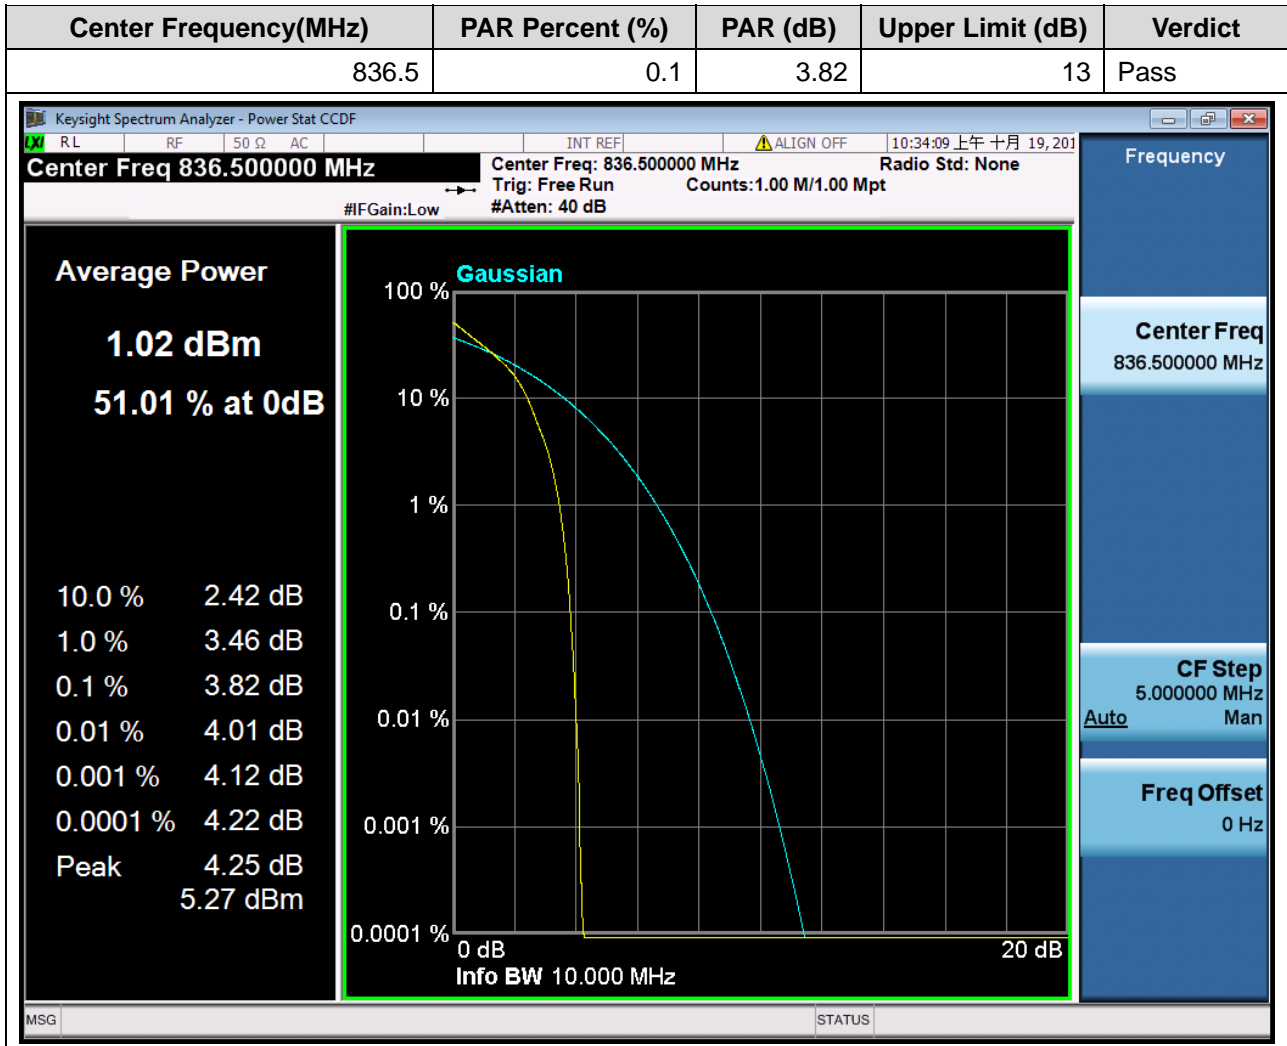 Center Frequency(MHz) PAR Percent (%) PAR (dB) Upper Limit (dB) Verdict
836.5 0.1 3.82 13 Pass
Keysight Spectrum Analyzer - Power Stat CCDF
LXI RL RF 50 Ω AC INT REF ALIGN OFF 10:34:09 上午 十月 19, 201
Center Freq 836.500000 MHz
Center Freq: 836.500000 MHz Radio Std: None
Trig: Free Run Counts:1.00 M/1.00 Mpt
#IFGain:Low #Atten: 40 dB
Average Power
1.02 dBm
51.01 % at 0dB
10.0 % 2.42 dB
1.0 % 3.46 dB
0.1 % 3.82 dB
0.01 % 4.01 dB
0.001 % 4.12 dB
0.0001 % 4.22 dB
Peak 4.25 dB
5.27 dBm
Gaussian
100 %
10 %
1 %
0.1 %
0.01 %
0.001 %
0.0001 %
0 dB 20 dB
Info BW 10.000 MHz
Frequency
Center Freq
836.500000 MHz
CF Step
5.000000 MHz
Auto Man
Freq Offset
0 Hz
MSG STATUS